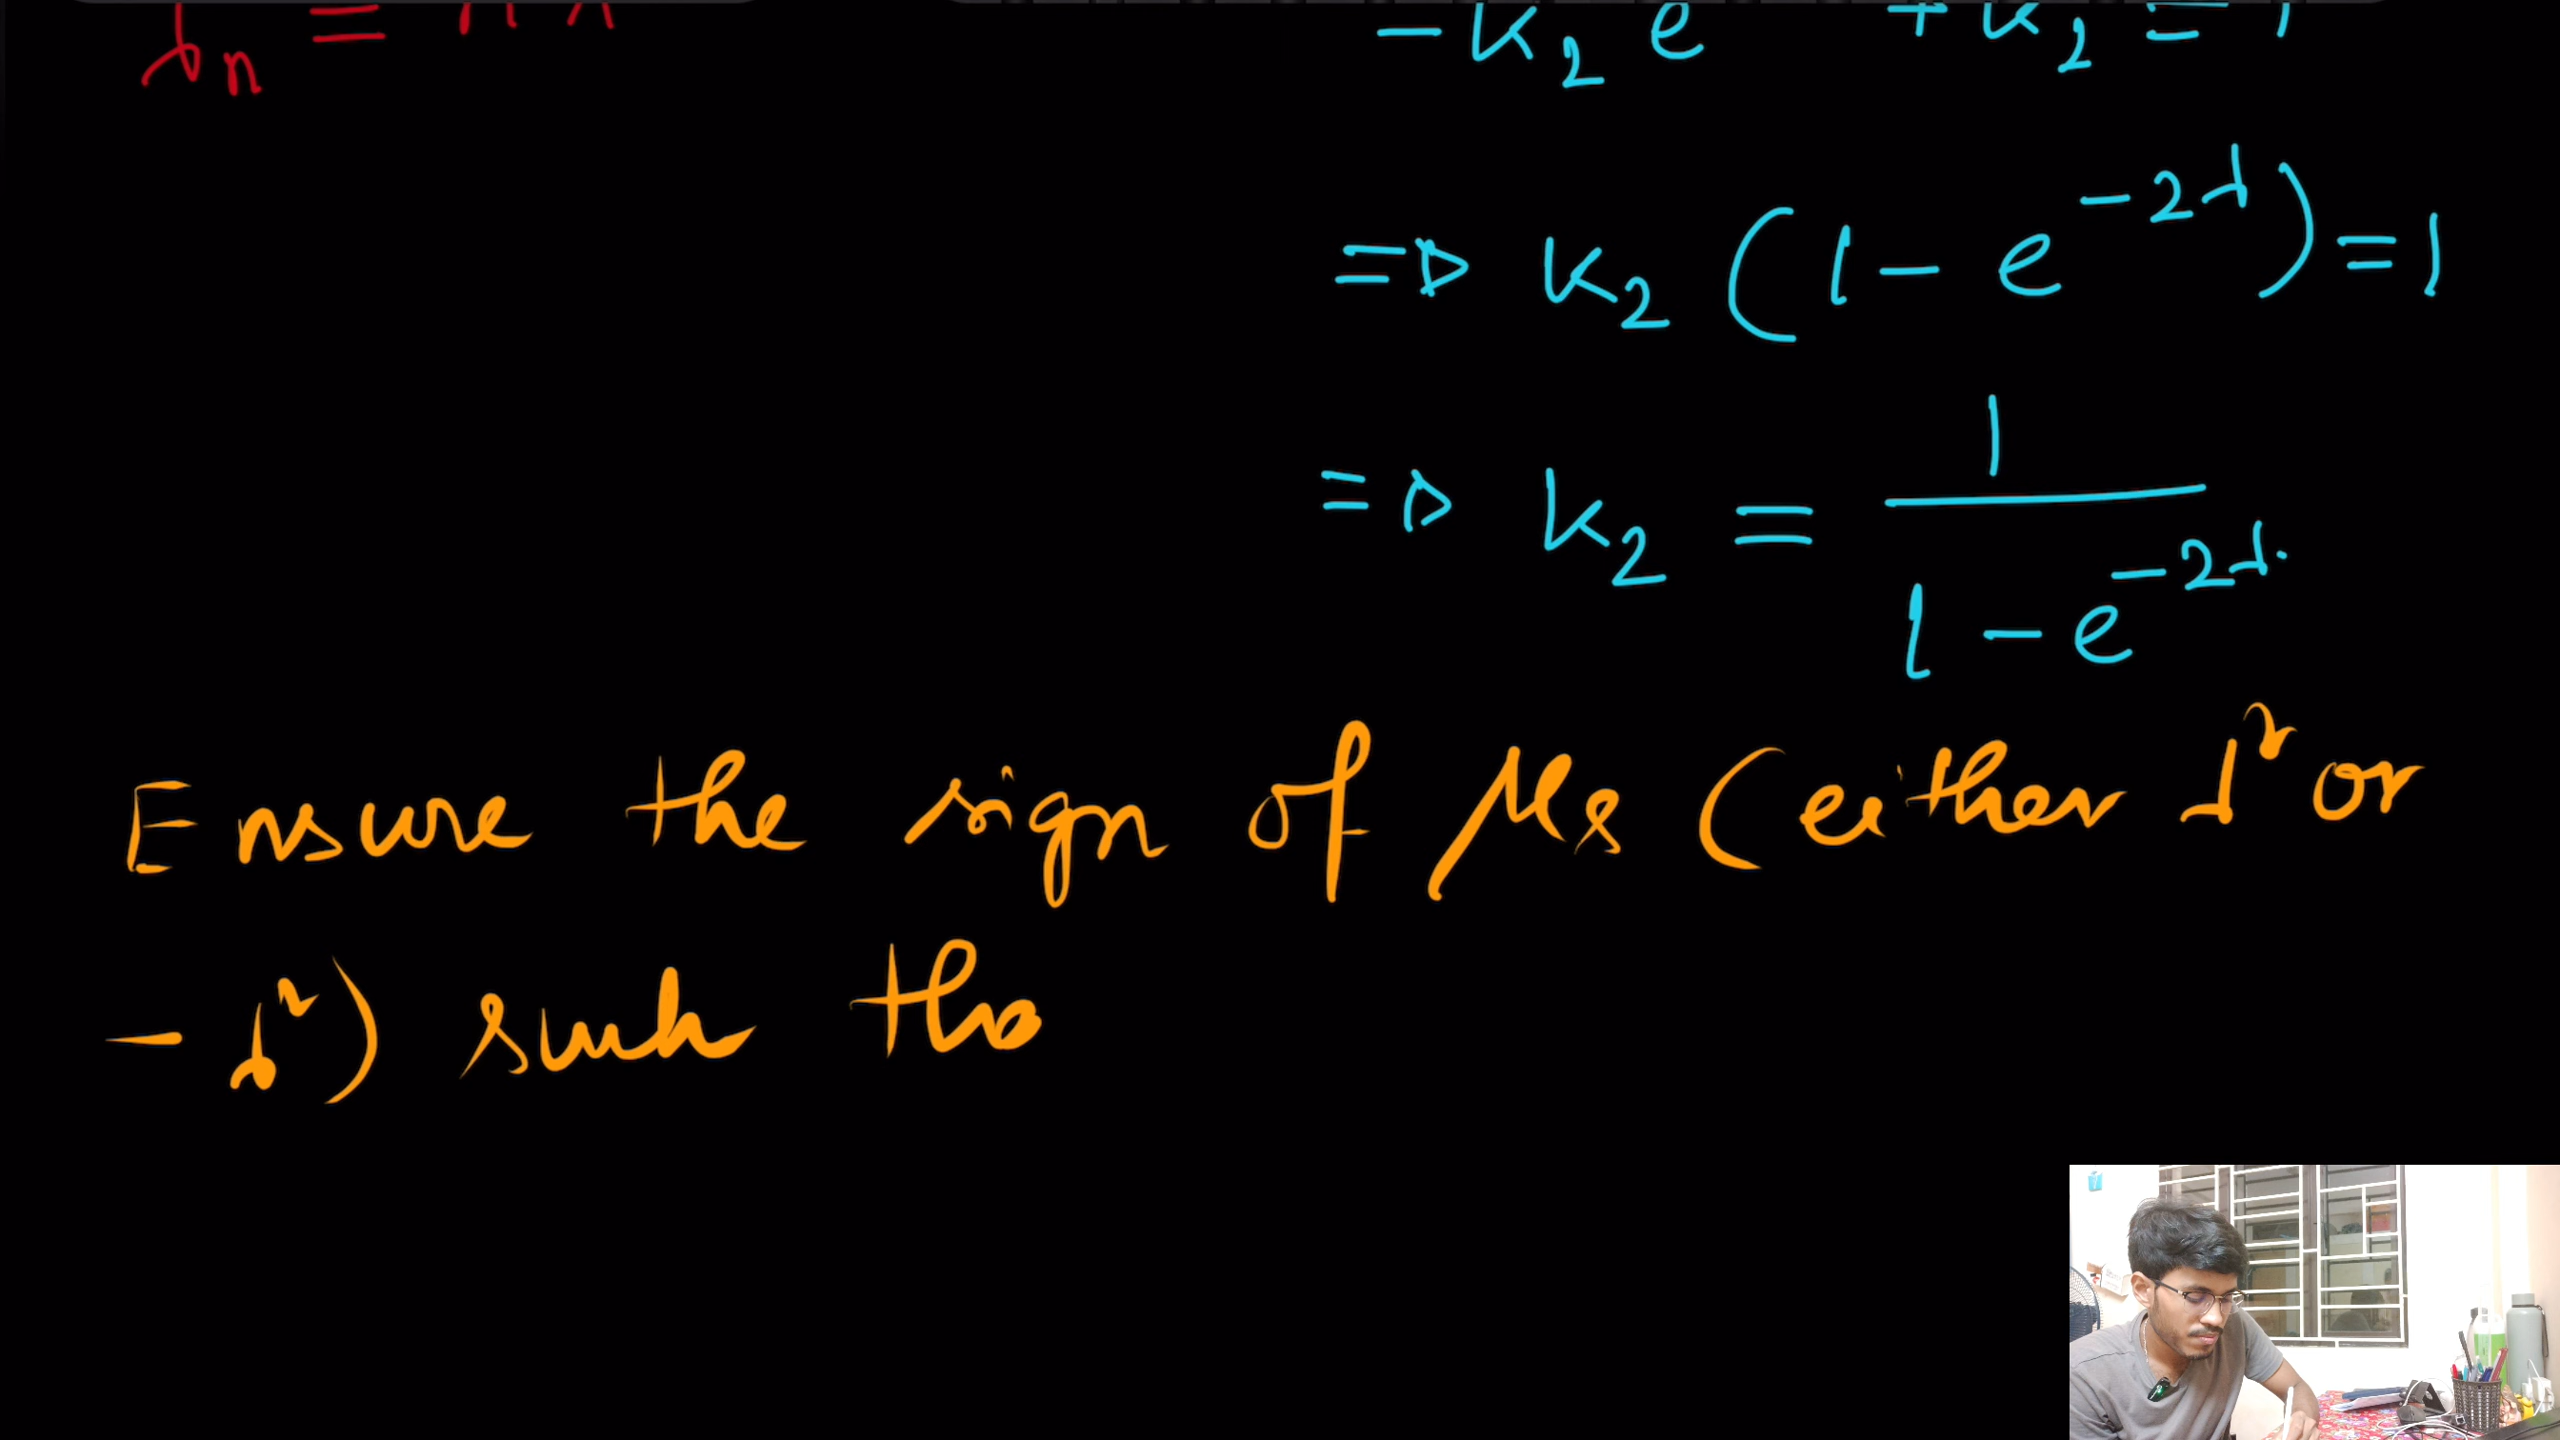 λn = nπ
-K₂ e + K₂ = 1
=> K₂ (1 - e^-2λ) = 1
=> K₂ = 1 / (1 - e^-2λ)
Ensure the sign of μs (either λ² or
-λ²) such tha